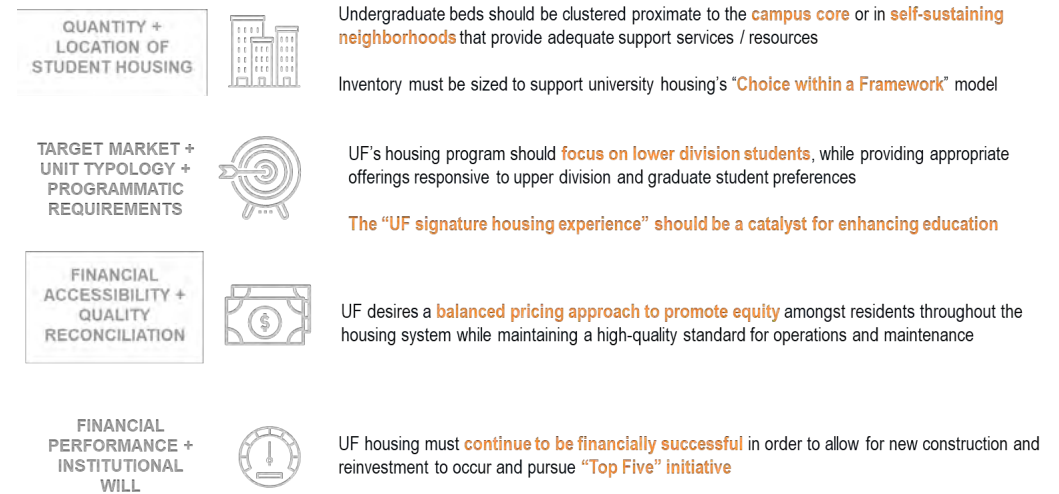 QUANTITY +
LOCATION OF
STUDENT HOUSING
Undergraduate beds should be clustered proximate to the campus core or in self-sustaining
neighborhoods that provide adequate support services / resources
Inventory must be sized to support university housing's “Choice within a Framework” model
TARGET MARKET +
UNIT TYPOLOGY +
PROGRAMMATIC
REQUIREMENTS
UF's housing program should focus on lower division students, while providing appropriate
offerings responsive to upper division and graduate student preferences
The “UF signature housing experience” should be a catalyst for enhancing education
FINANCIAL
ACCESSIBILITY +
QUALITY
RECONCILIATION
$
UF desires a balanced pricing approach to promote equity amongst residents throughout the
housing system while maintaining a high-quality standard for operations and maintenance
FINANCIAL
PERFORMANCE +
INSTITUTIONAL
WILL
UF housing must continue to be financially successful in order to allow for new construction and
reinvestment to occur and pursue “Top Five” initiative